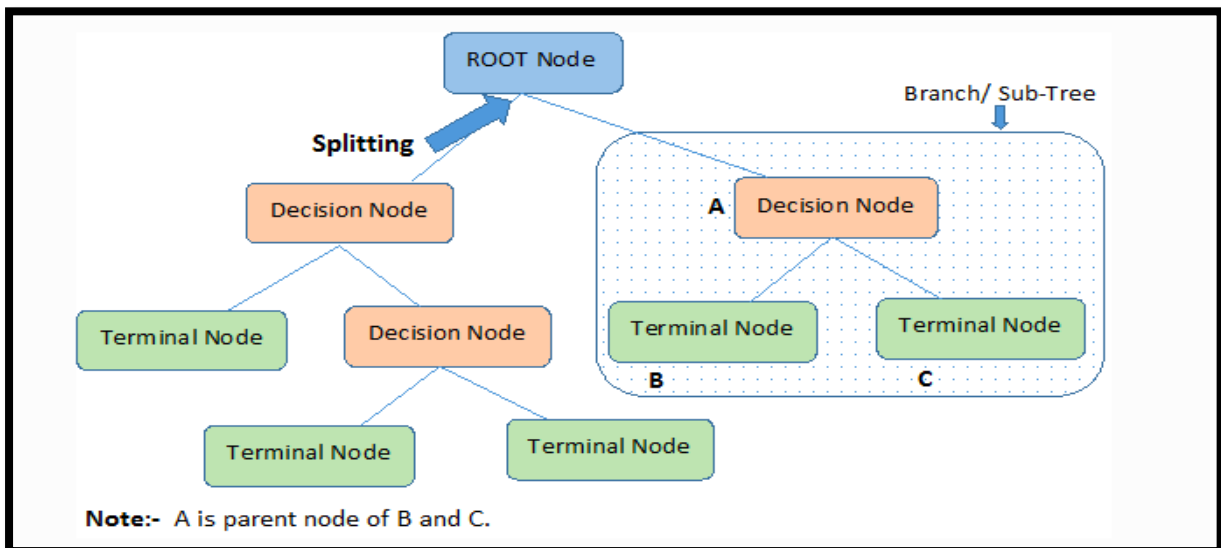 ROOT Node
Branch/ Sub-Tree
Splitting
Decision Node
A Decision Node
Terminal Node
Decision Node
Terminal Node
Terminal Node
B
C
Terminal Node
Terminal Node
Note:- A is parent node of B and C.